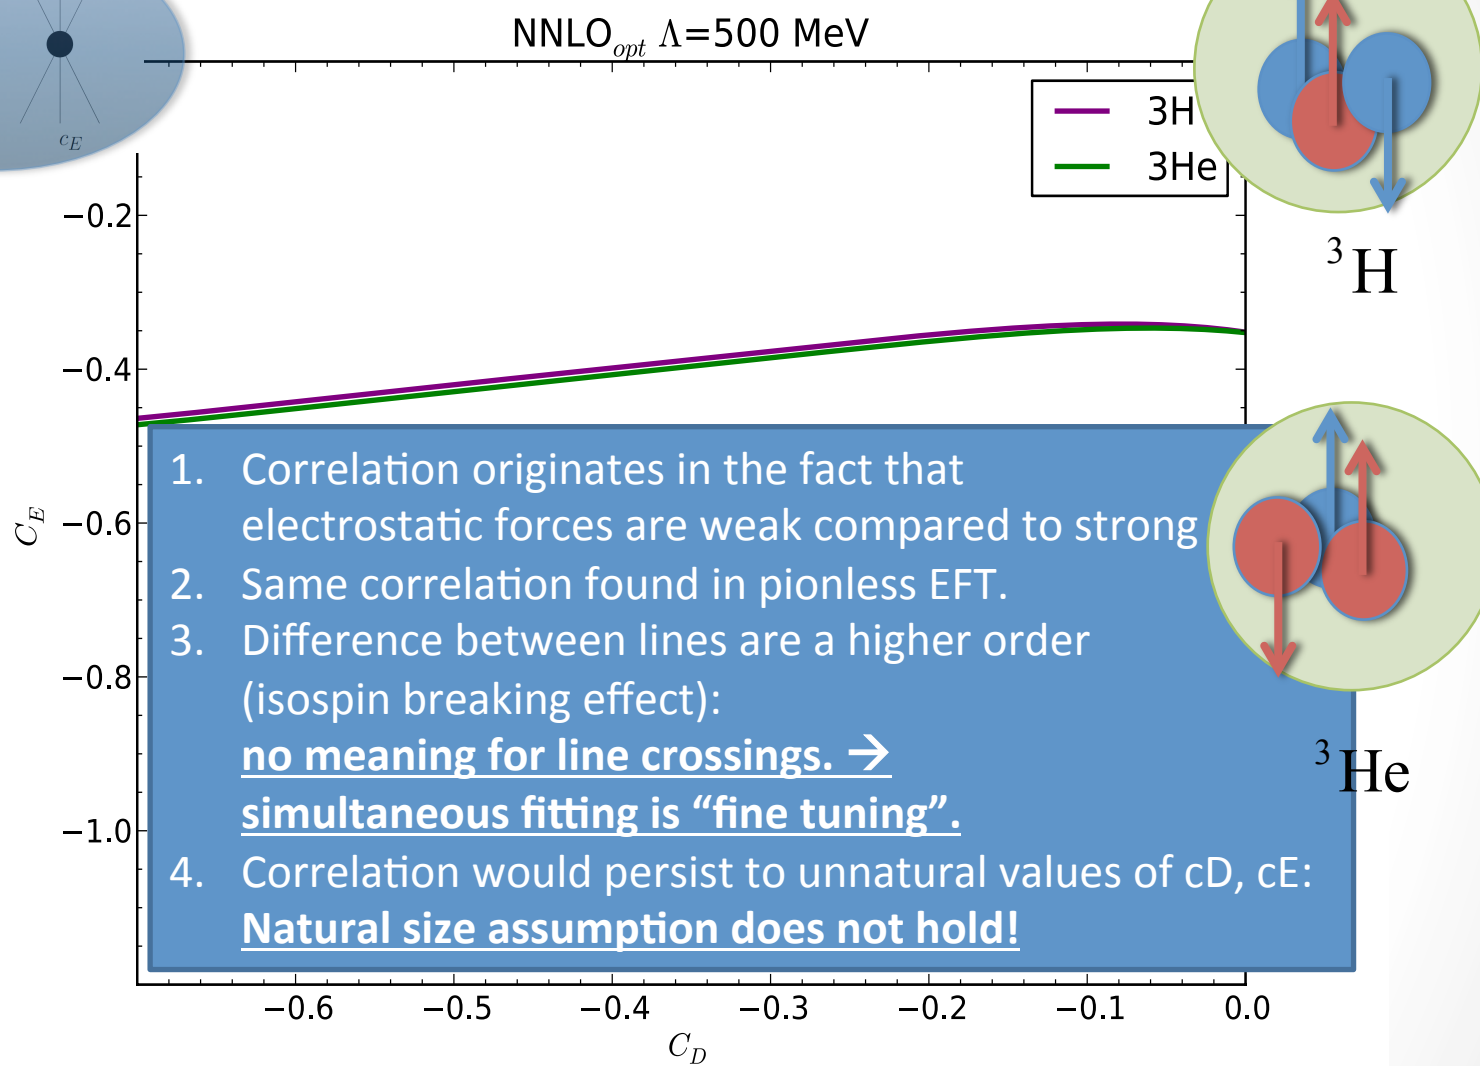 NNLO_opt Λ=500 MeV
c_E
3H
3He
³H
−0.2
−0.4
−0.6
−0.8
−1.0
C_E
1. Correlation originates in the fact that
electrostatic forces are weak compared to strong
2. Same correlation found in pionless EFT.
3. Difference between lines are a higher order
(isospin breaking effect):
no meaning for line crossings. →
simultaneous fitting is “fine tuning”.
4. Correlation would persist to unnatural values of cD, cE:
Natural size assumption does not hold!
³He
−0.6 −0.5 −0.4 −0.3 −0.2 −0.1 0.0
C_D